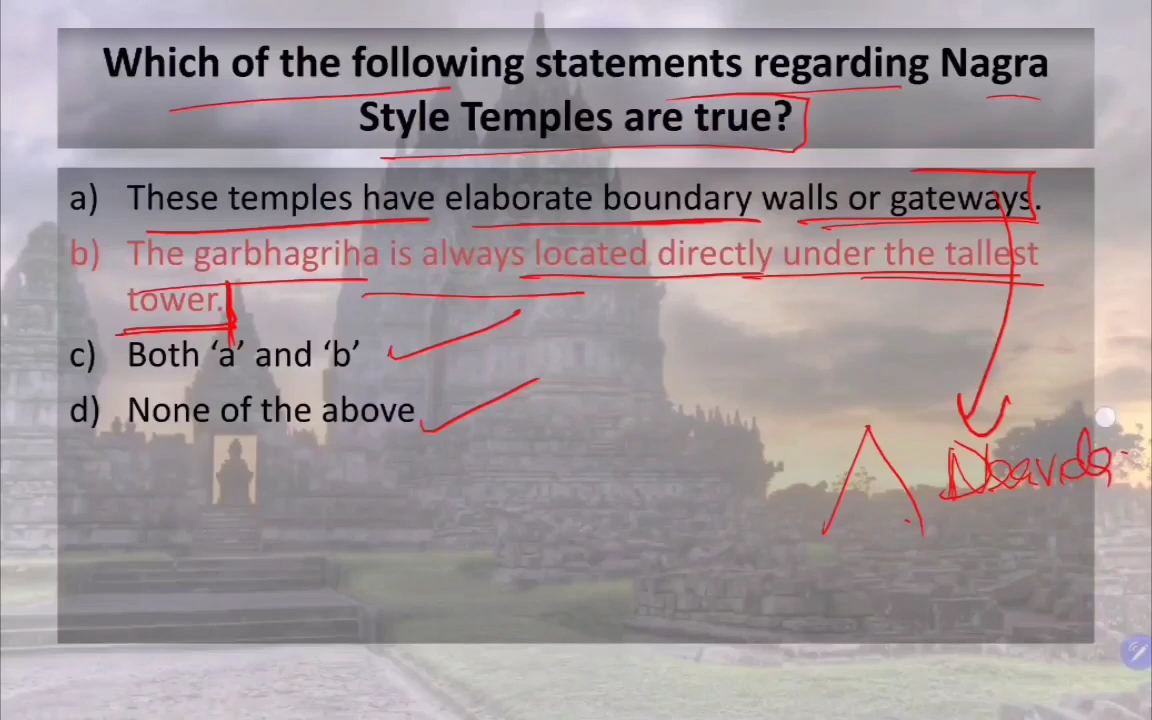 Which of the following statements regarding Nagra
Style Temples are true?
a) These temples have elaborate boundary walls or gateways.
b) The garbhagriha is always located directly under the tallest
tower.
c) Both ‘a’ and ‘b’
d) None of the above